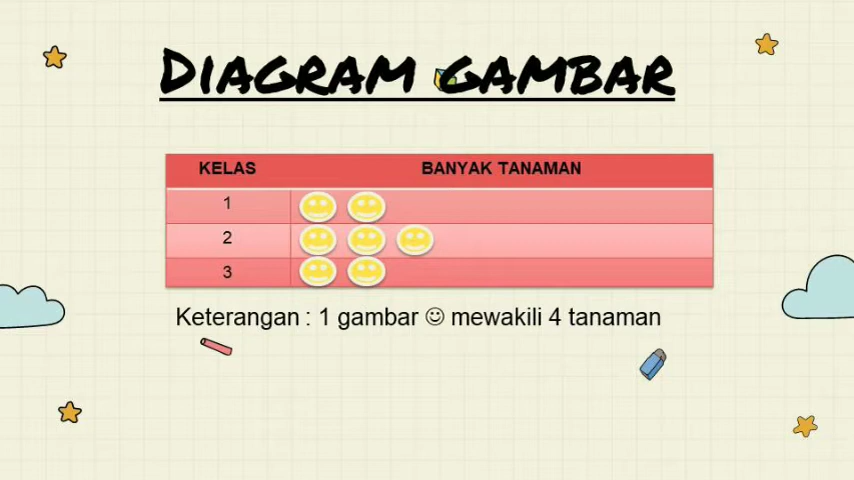 DIAGRAM GAMBAR
KELAS BANYAK TANAMAN
1
2
3
Keterangan : 1 gambar ☺ mewakili 4 tanaman